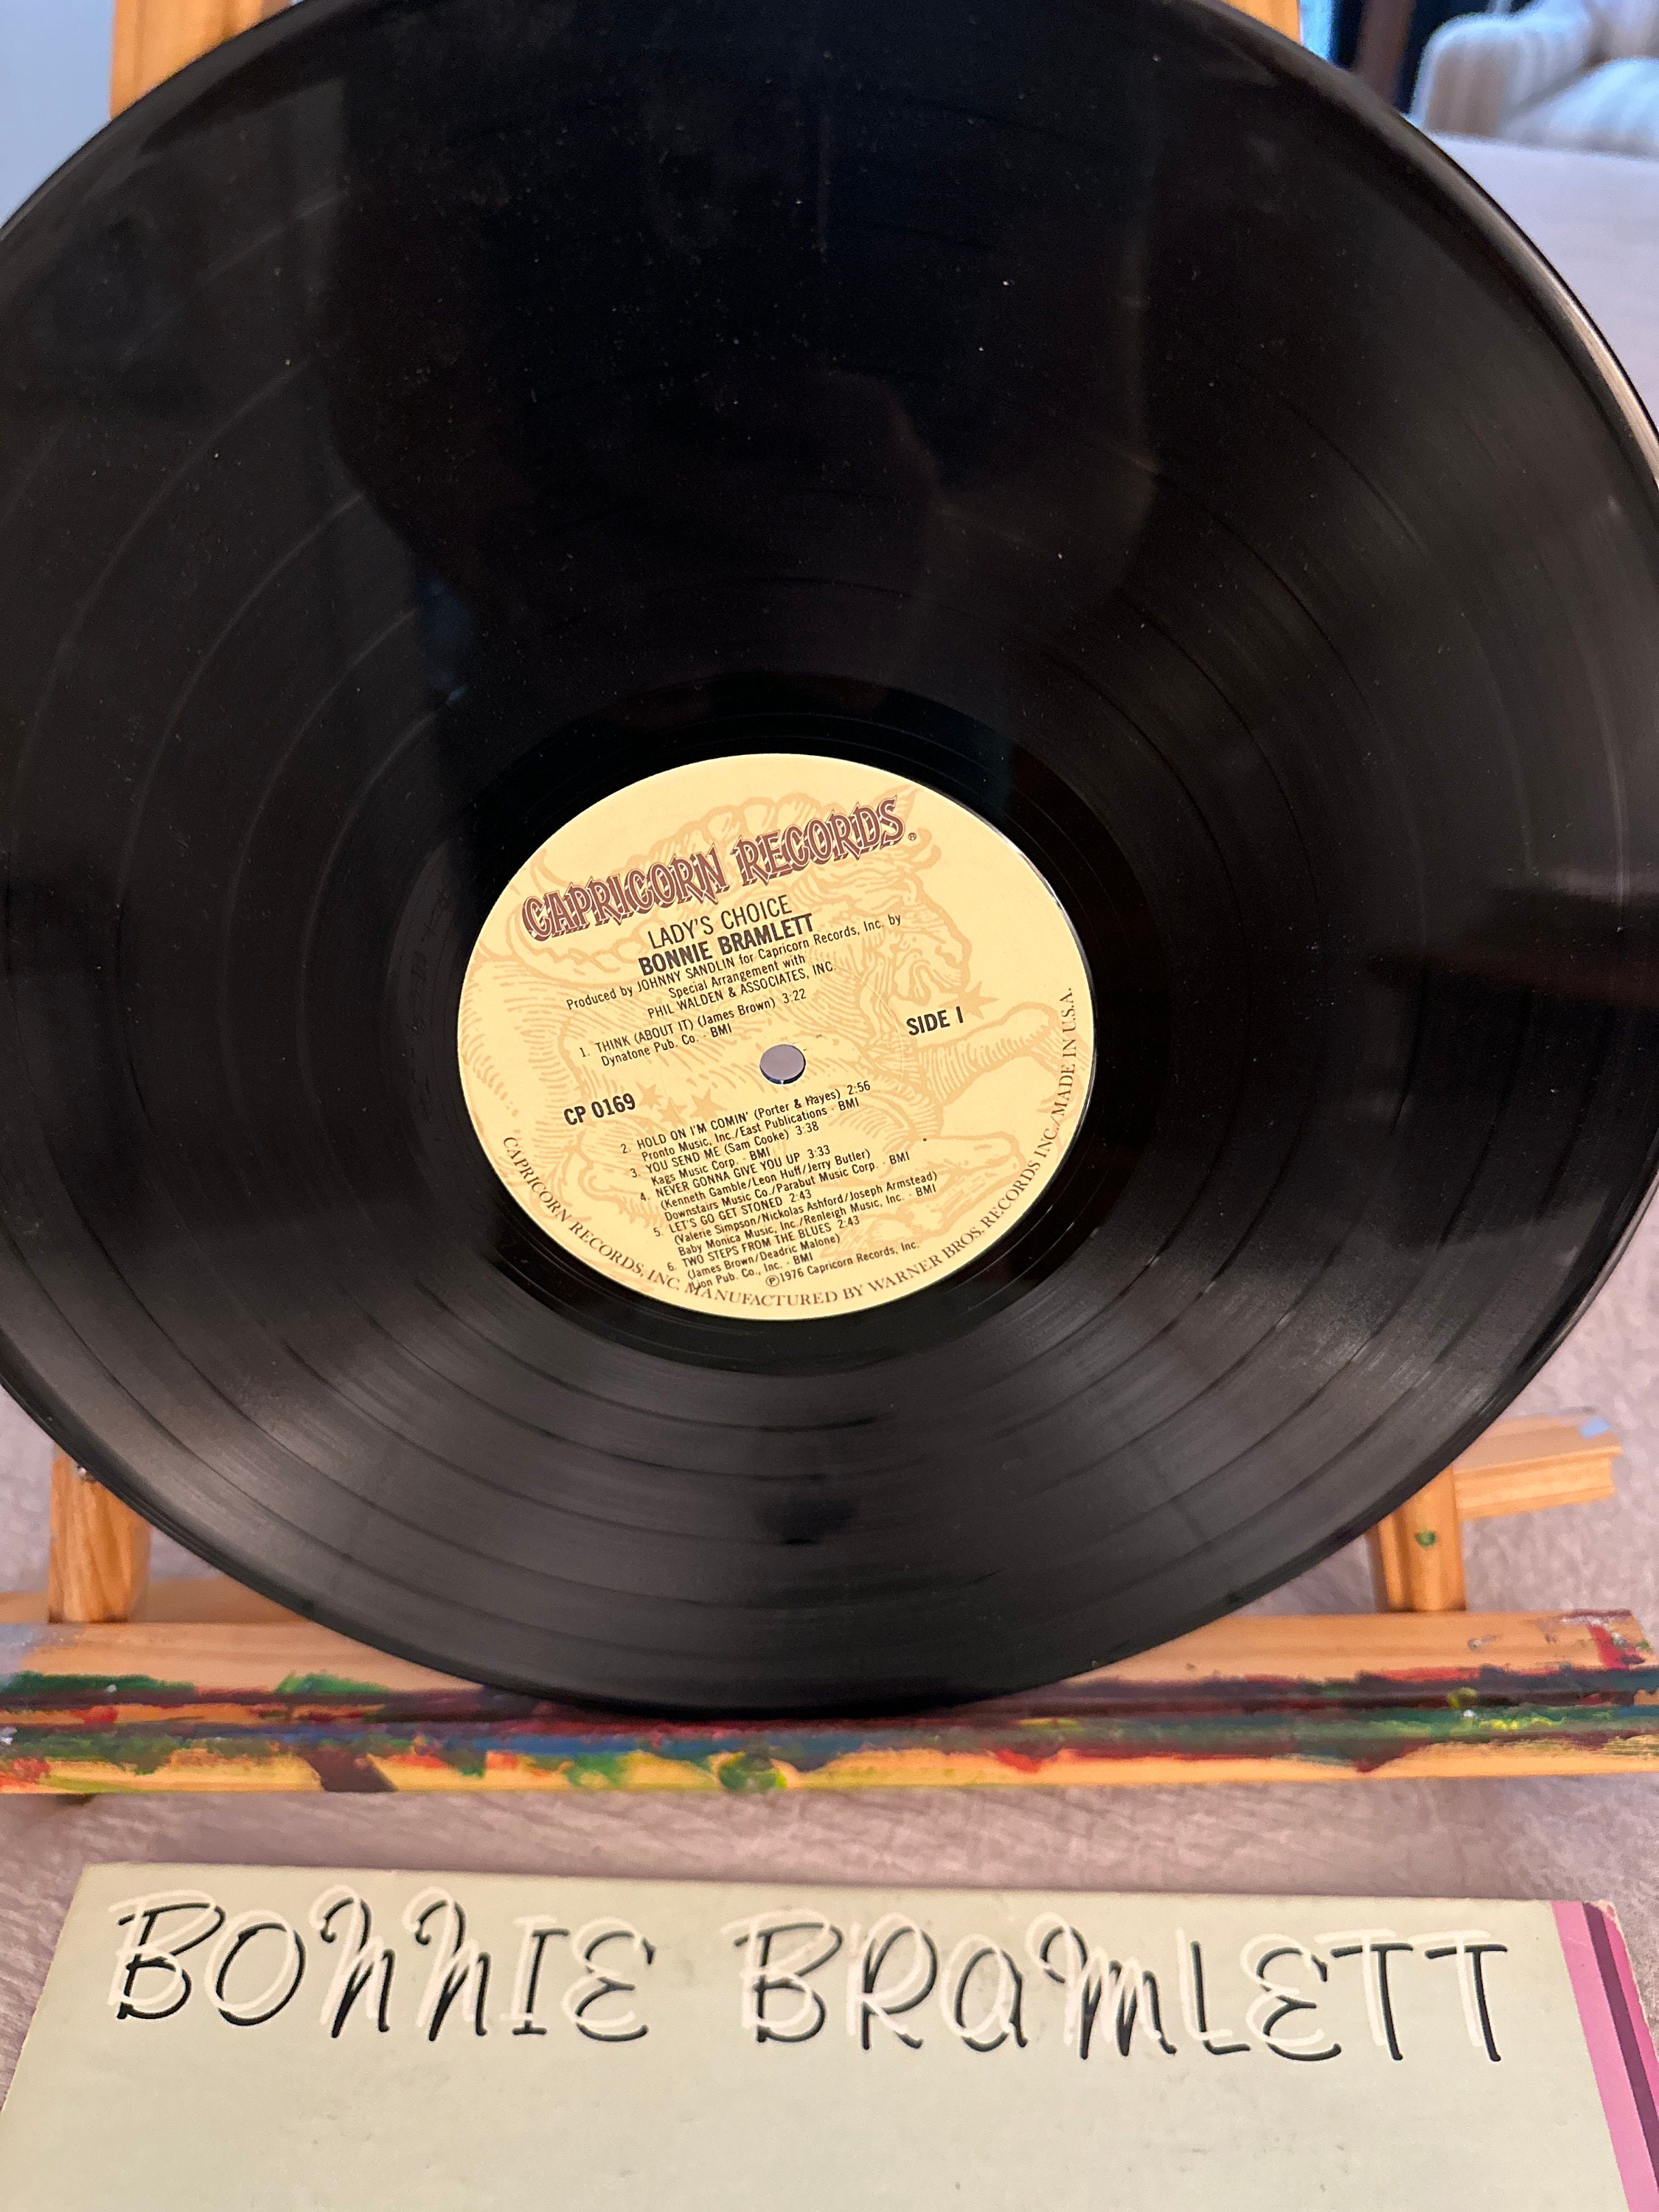 CAPRICORN RECORDS®
LADY'S CHOICE
BONNIE BRAMLETT
Produced by JOHNNY SANDLIN for Capricorn Records, Inc. by
Special Arrangement with
PHIL WALDEN & ASSOCIATES, INC.
1. THINK (ABOUT IT) (James Brown) 3:22
Dynatone Pub. Co. - BMI
SIDE I
CP 0169
2. HOLD ON I'M COMIN' (Porter & Hayes) 2:56
Pronto Music, Inc./East Publications - BMI
3. YOU SEND ME (Sam Cooke) 3:38
Kags Music Corp. - BMI
4. NEVER GONNA GIVE YOU UP 3:33
(Kenneth Gamble/Leon Huff/Jerry Butler)
Downstairs Music Co./Parabut Music Corp. - BMI
5. LET'S GO GET STONED 2:43
(Valerie Simpson/Nickolas Ashford/Joseph Armstead)
Baby Monica Music, Inc./Renleigh Music, Inc. - BMI
6. TWO STEPS FROM THE BLUES 2:43
(James Brown/Deadric Malone)
Lion Pub. Co., Inc. - BMI
℗1976 Capricorn Records, Inc.
CAPRICORN RECORDS, INC. MANUFACTURED BY WARNER BROS. RECORDS INC./MADE IN U.S.A.
BONNIE BRAMLETT